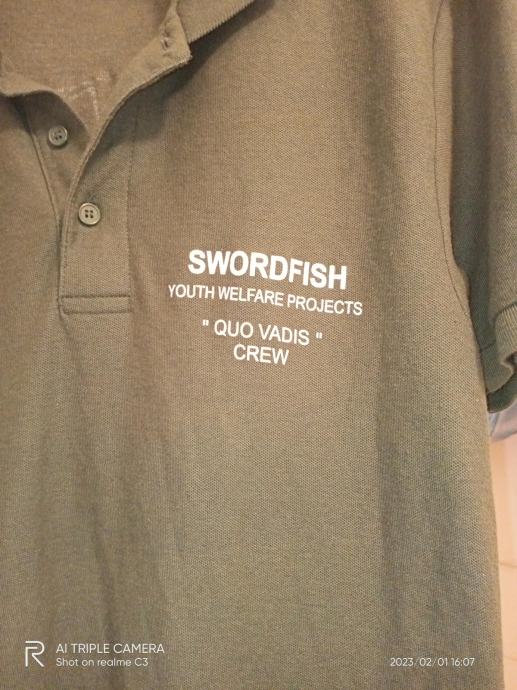 SWORDFISH
YOUTH WELFARE PROJECTS
" QUO VADIS "
CREW
AI TRIPLE CAMERA
Shot on realme C3
2023/02/01 16:07